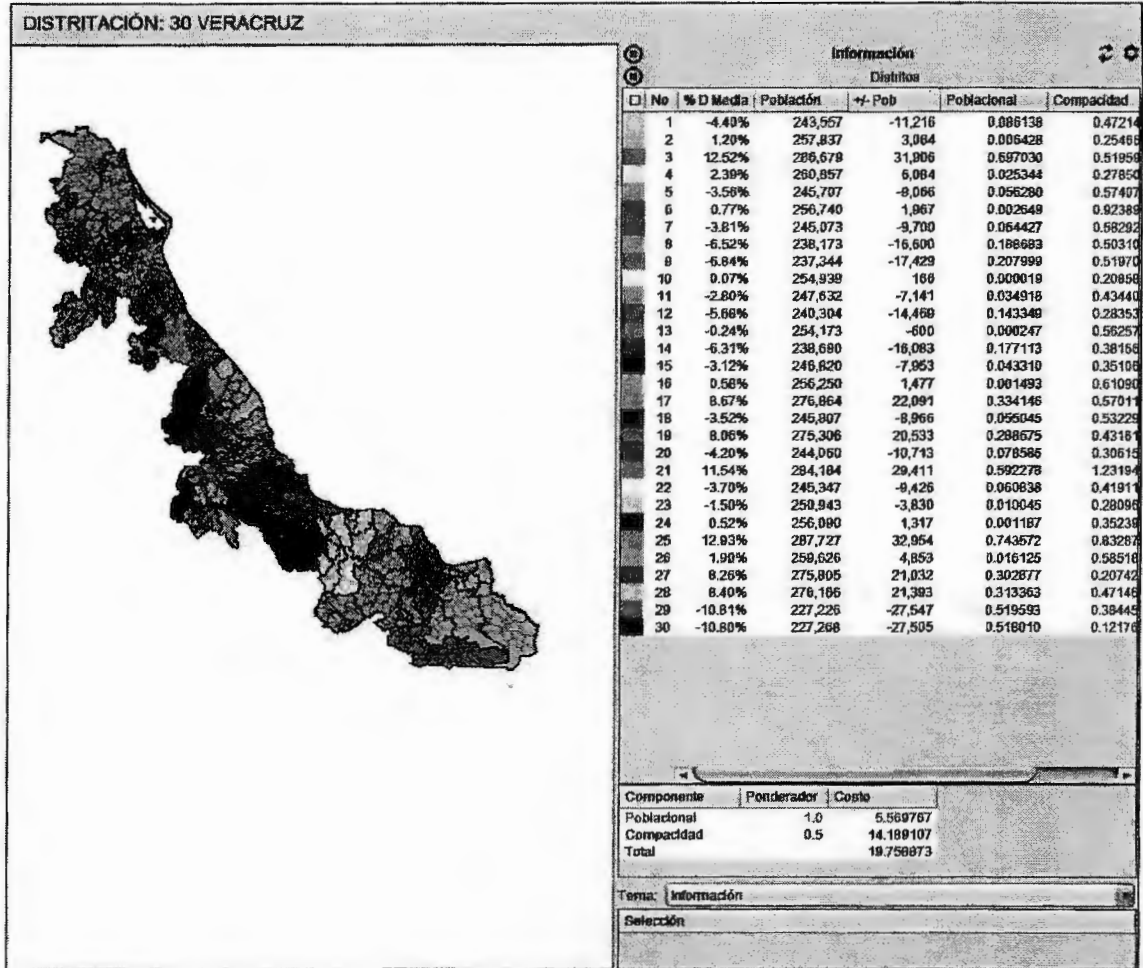 DISTRITACIÓN: 30 VERACRUZ
Información
Distritos
No % D Media Población +/- Pob Poblacional Compacidad
1 -4.40% 243,557 -11,216 0.086138 0.47214
2 1.20% 257,837 3,064 0.006428 0.25466
3 12.52% 286,679 31,906 0.697030 0.51959
4 2.39% 260,857 6,084 0.025344 0.27850
5 -3.56% 245,707 -9,066 0.056280 0.57407
6 0.77% 256,740 1,967 0.002649 0.92389
7 -3.81% 245,073 -9,700 0.064427 0.58292
8 -6.52% 238,173 -16,600 0.188683 0.50310
9 -6.84% 237,344 -17,429 0.207999 0.51970
10 0.07% 254,939 166 0.000019 0.20856
11 -2.80% 247,632 -7,141 0.034918 0.43440
12 -5.68% 240,304 -14,469 0.143349 0.28353
13 -0.24% 254,173 -600 0.000247 0.56257
14 -6.31% 238,690 -16,083 0.177113 0.38156
15 -3.12% 246,820 -7,953 0.043310 0.35106
16 0.58% 256,250 1,477 0.001493 0.61090
17 8.67% 276,864 22,091 0.334146 0.57011
18 -3.52% 245,807 -8,966 0.055045 0.53229
19 8.06% 275,306 20,533 0.288675 0.43161
20 -4.20% 244,060 -10,713 0.078585 0.30615
21 11.54% 284,184 29,411 0.592278 1.23194
22 -3.70% 245,347 -9,426 0.060838 0.41911
23 -1.50% 250,943 -3,830 0.010045 0.28096
24 0.52% 256,090 1,317 0.001187 0.35239
25 12.93% 287,727 32,954 0.743572 0.83287
26 1.90% 259,626 4,853 0.016125 0.58516
27 8.26% 275,805 21,032 0.302877 0.20742
28 8.40% 276,166 21,393 0.313363 0.47146
29 -10.81% 227,226 -27,547 0.519593 0.38445
30 -10.80% 227,268 -27,505 0.518010 0.12176
Componente Ponderador Costo
Poblacional 1.0 5.569767
Compacidad 0.5 14.189107
Total 19.758873
Tema: Información
Selección